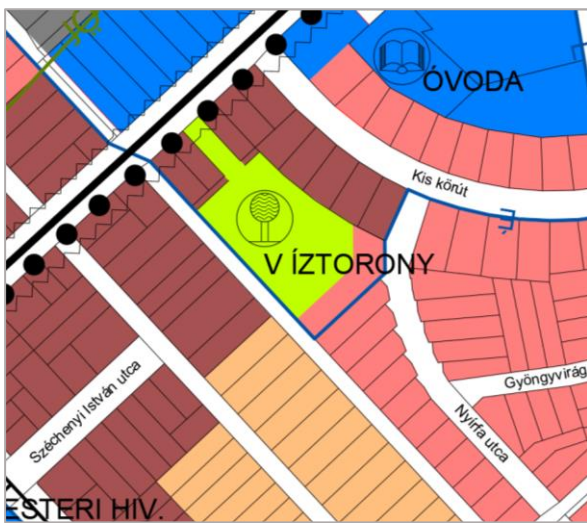 ÓVODA
Kis körút
V ÍZTORONY
Gyöngyvirág
Széchenyi István utca
Nyírfa utca
ESTERI HIV.